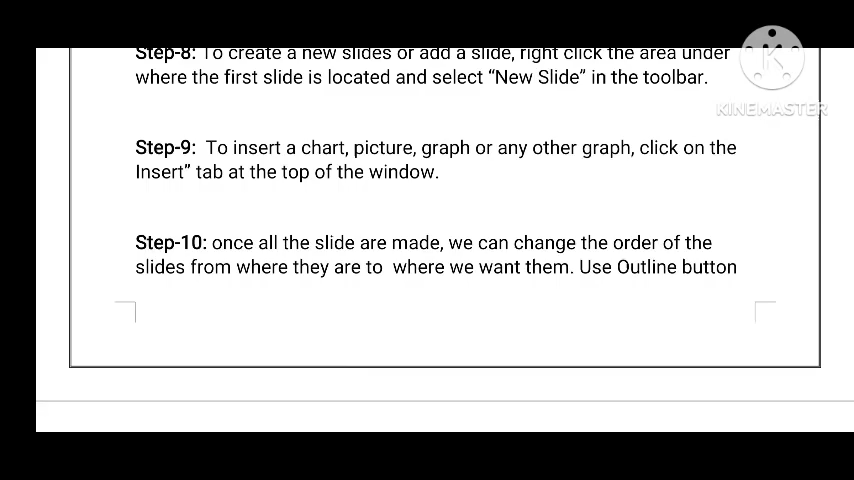 Step-8: To create a new slides or add a slide, right click the area under
where the first slide is located and select “New Slide” in the toolbar.
Step-9: To insert a chart, picture, graph or any other graph, click on the
Insert” tab at the top of the window.
Step-10: once all the slide are made, we can change the order of the
slides from where they are to where we want them. Use Outline button
K
KINEMASTER